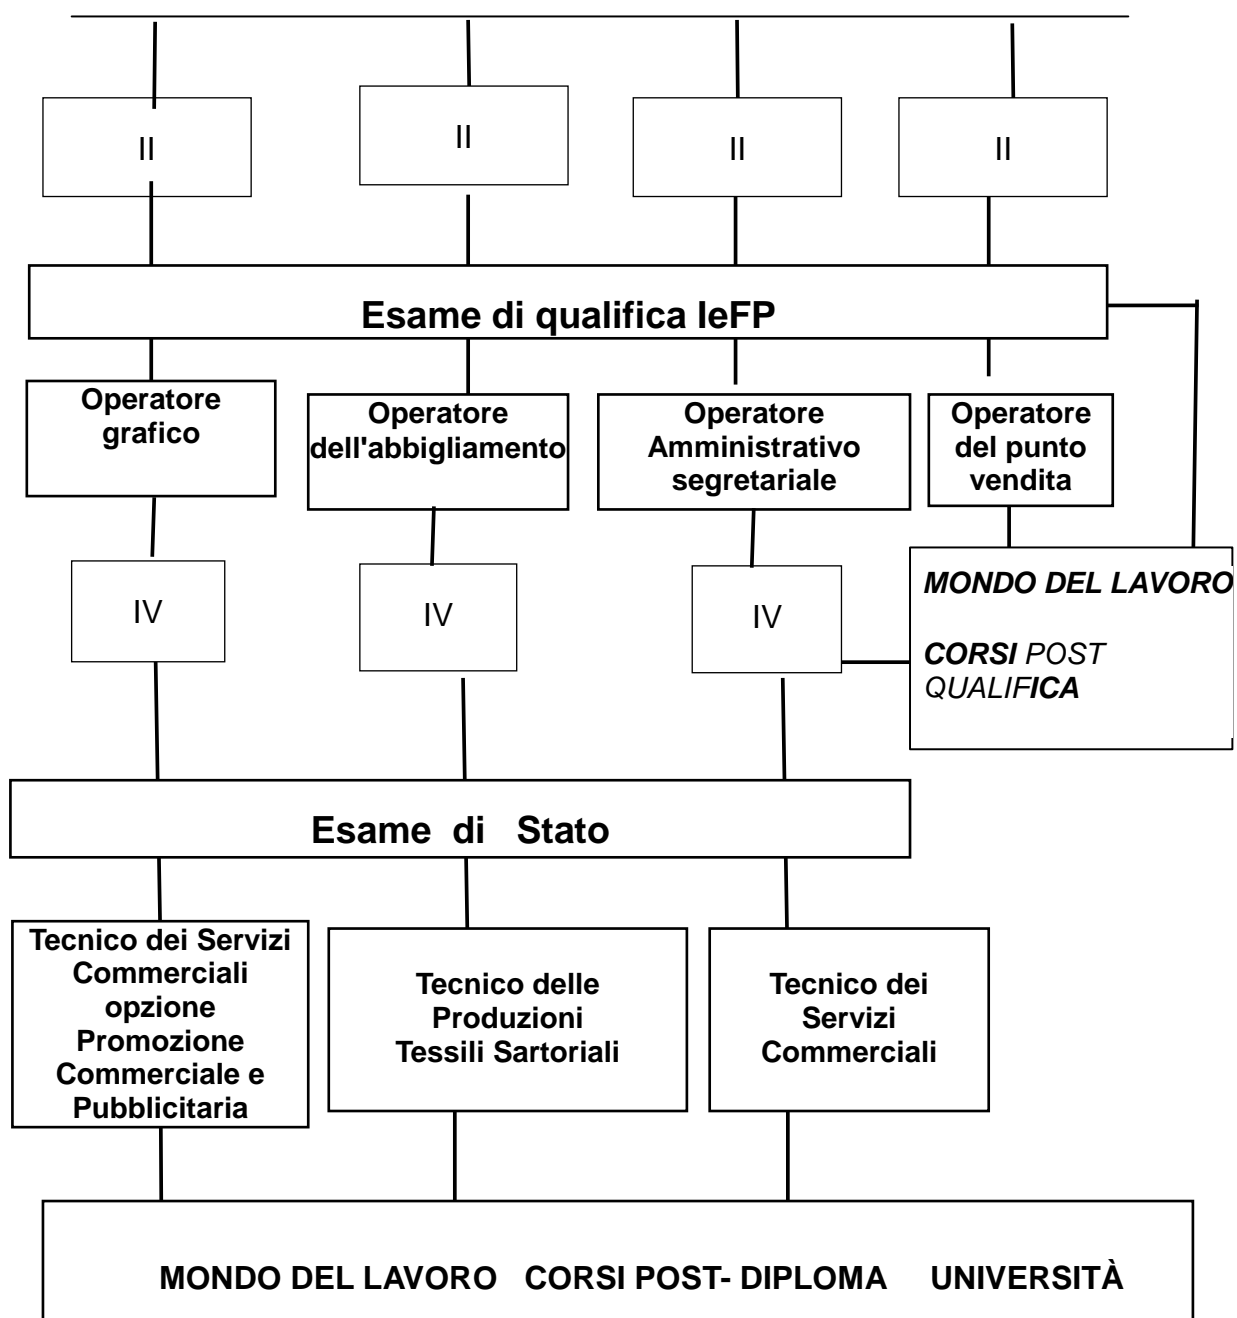 II
II
II
II
Esame di qualifica IeFP
Operatore
grafico
Operatore
dell'abbigliamento
Operatore
Amministrativo
segretariale
Operatore
del punto
vendita
IV
IV
IV
MONDO DEL LAVORO
CORSI POST
QUALIFICA
Esame di Stato
Tecnico dei Servizi
Commerciali
opzione
Promozione
Commerciale e
Pubblicitaria
Tecnico delle
Produzioni
Tessili Sartoriali
Tecnico dei
Servizi
Commerciali
MONDO DEL LAVORO CORSI POST- DIPLOMA UNIVERSITÀ